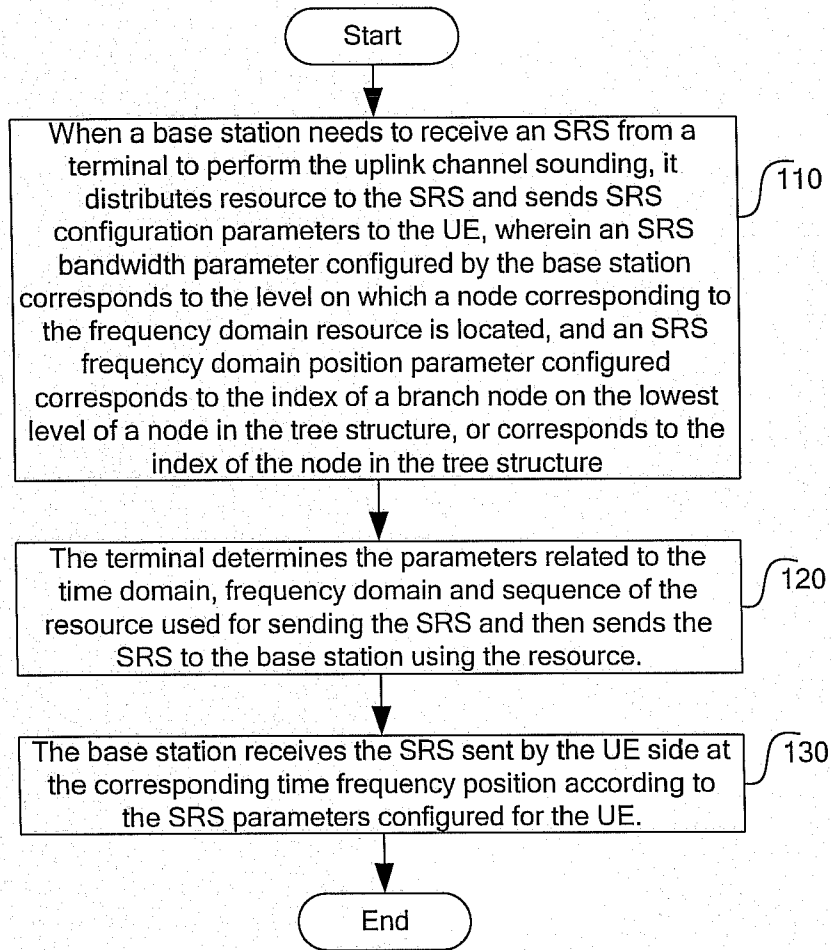 Start
When a base station needs to receive an SRS from a
terminal to perform the uplink channel sounding, it
distributes resource to the SRS and sends SRS
configuration parameters to the UE, wherein an SRS
bandwidth parameter configured by the base station
corresponds to the level on which a node corresponding to
the frequency domain resource is located, and an SRS
frequency domain position parameter configured
corresponds to the index of a branch node on the lowest
level of a node in the tree structure, or corresponds to the
index of the node in the tree structure
110
The terminal determines the parameters related to the
time domain, frequency domain and sequence of the
resource used for sending the SRS and then sends the
SRS to the base station using the resource.
120
The base station receives the SRS sent by the UE side at
the corresponding time frequency position according to
the SRS parameters configured for the UE.
130
End